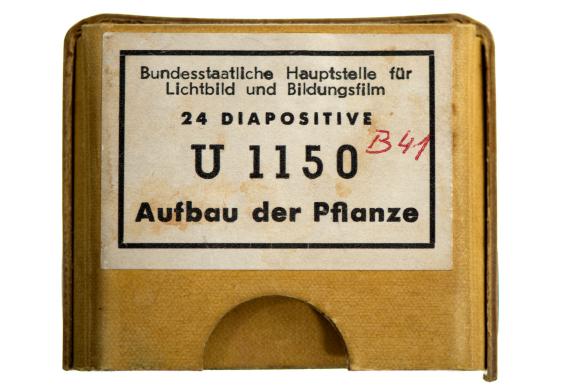 Bundesstaatliche Hauptstelle für
Lichtbild und Bildungsfilm
24 DIAPOSITIVE
U 1150
B 41
Aufbau der Pflanze